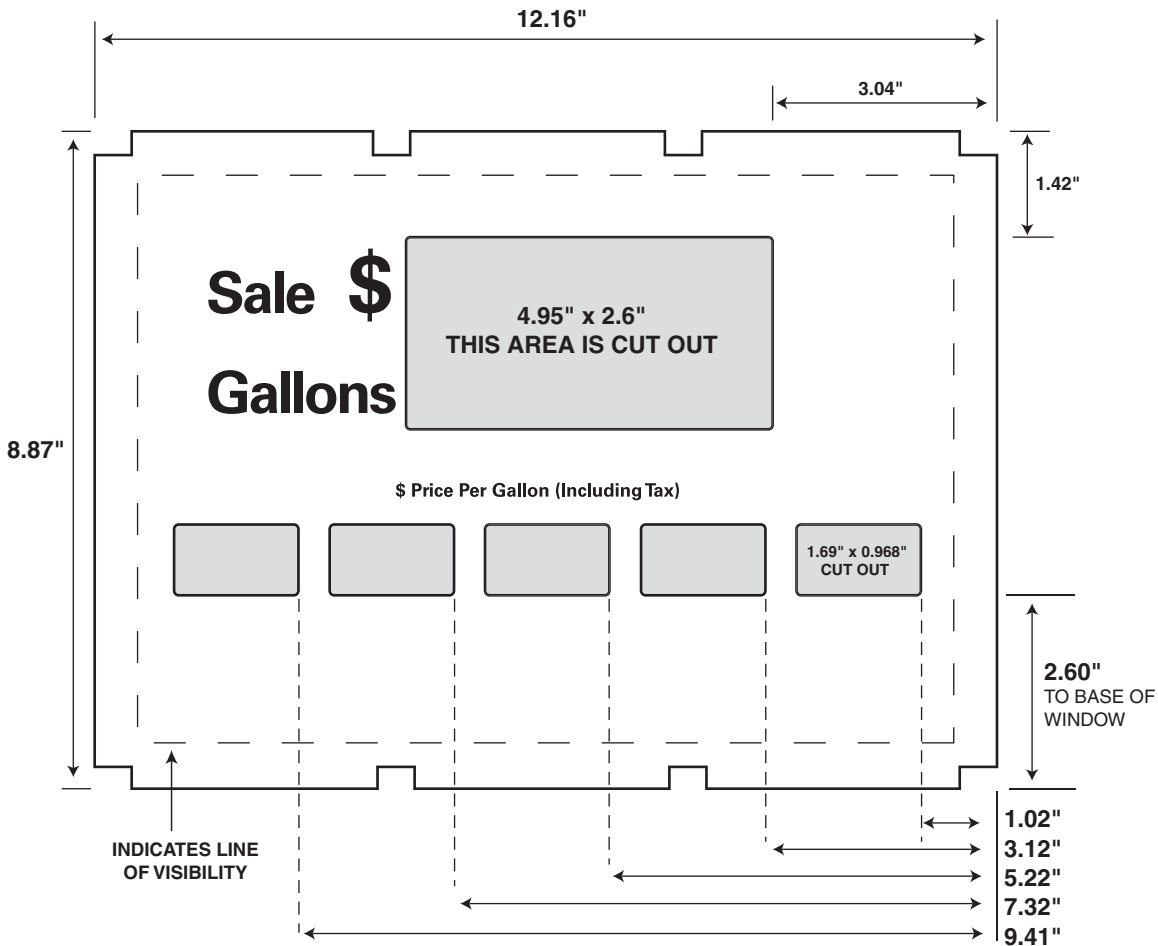 12.16"
3.04"
1.42"
Sale $
4.95" x 2.6"
THIS AREA IS CUT OUT
Gallons
8.87"
$ Price Per Gallon (Including Tax)
1.69" x 0.968"
CUT OUT
2.60"
TO BASE OF
WINDOW
INDICATES LINE
OF VISIBILITY
1.02"
3.12"
5.22"
7.32"
9.41"